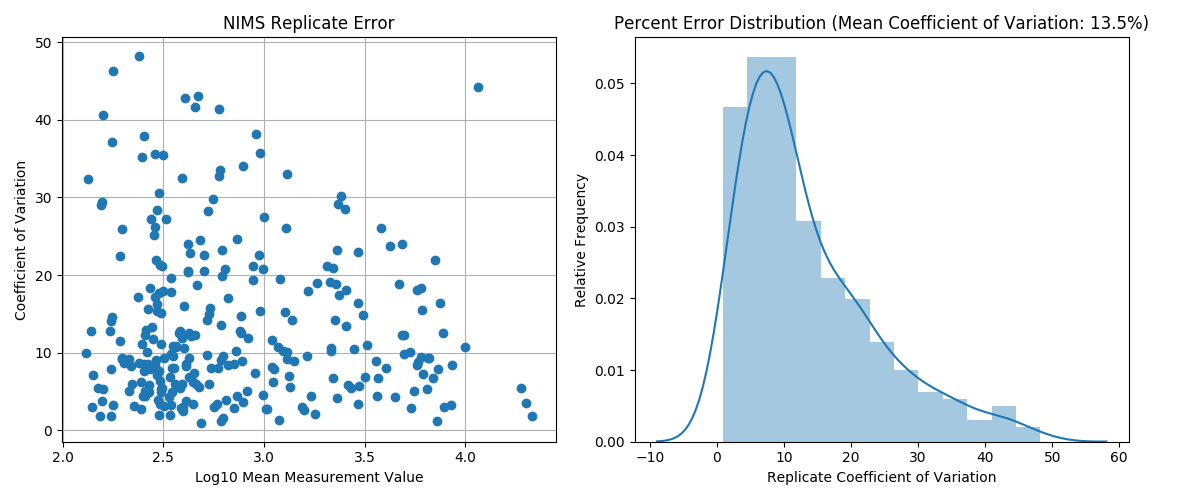 NIMS Replicate Error
50
40
30
20
10
0
Coefficient of Variation
2.0 2.5 3.0 3.5 4.0
Log10 Mean Measurement Value
Percent Error Distribution (Mean Coefficient of Variation: 13.5%)
0.05
0.04
0.03
0.02
0.01
0.00
Relative Frequency
−10 0 10 20 30 40 50 60
Replicate Coefficient of Variation